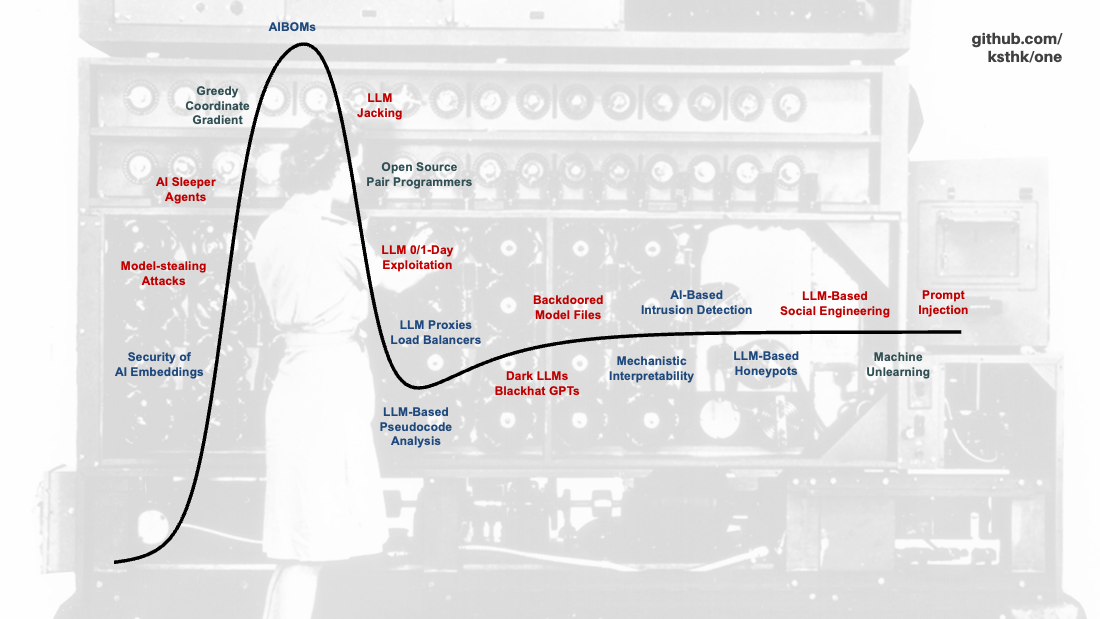 AIBOMs
github.com/
ksthk/one
Greedy
Coordinate
Gradient
LLM
Jacking
Open Source
Pair Programmers
AI Sleeper
Agents
LLM 0/1-Day
Exploitation
Model-stealing
Attacks
Backdoored
Model Files
AI-Based
Intrusion Detection
LLM-Based
Social Engineering
Prompt
Injection
LLM Proxies
Load Balancers
Security of
AI Embeddings
Dark LLMs
Blackhat GPTs
Mechanistic
Interpretability
LLM-Based
Honeypots
Machine
Unlearning
LLM-Based
Pseudocode
Analysis